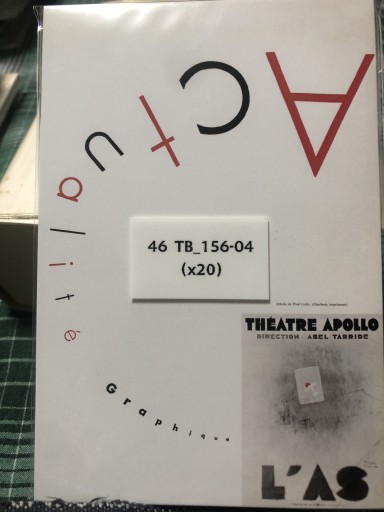 Actualité
Graphique
46 TB_156-04
(x20)
THÉATRE APOLLO
DIRECTION : ABEL TARRIDE
L'AS